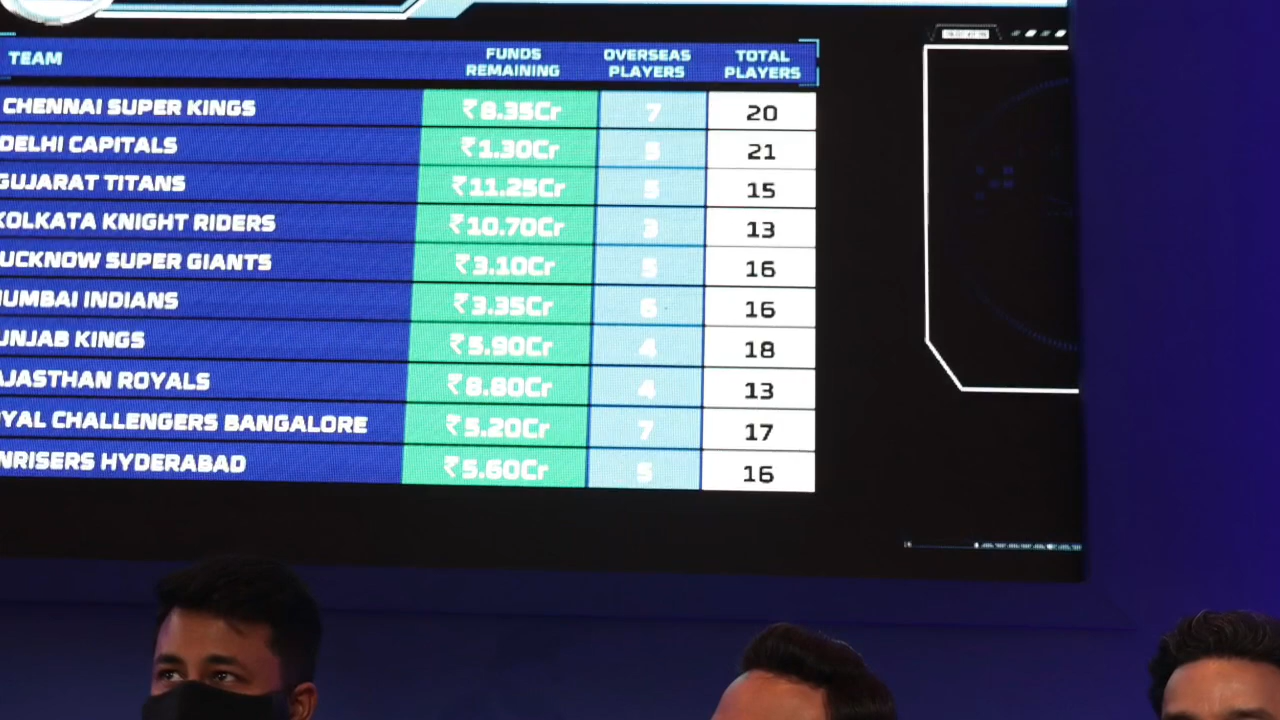 TEAM FUNDS REMAINING OVERSEAS PLAYERS TOTAL PLAYERS
CHENNAI SUPER KINGS ₹8.35Cr 7 20
DELHI CAPITALS ₹1.30Cr 5 21
GUJARAT TITANS ₹11.25Cr 5 15
KOLKATA KNIGHT RIDERS ₹10.70Cr 3 13
UCKNOW SUPER GIANTS ₹3.10Cr 5 16
UMBAI INDIANS ₹3.35Cr 6 16
UNJAB KINGS ₹5.90Cr 4 18
AJASTHAN ROYALS ₹8.80Cr 4 13
YAL CHALLENGERS BANGALORE ₹5.20Cr 7 17
NRISERS HYDERABAD ₹5.60Cr 5 16